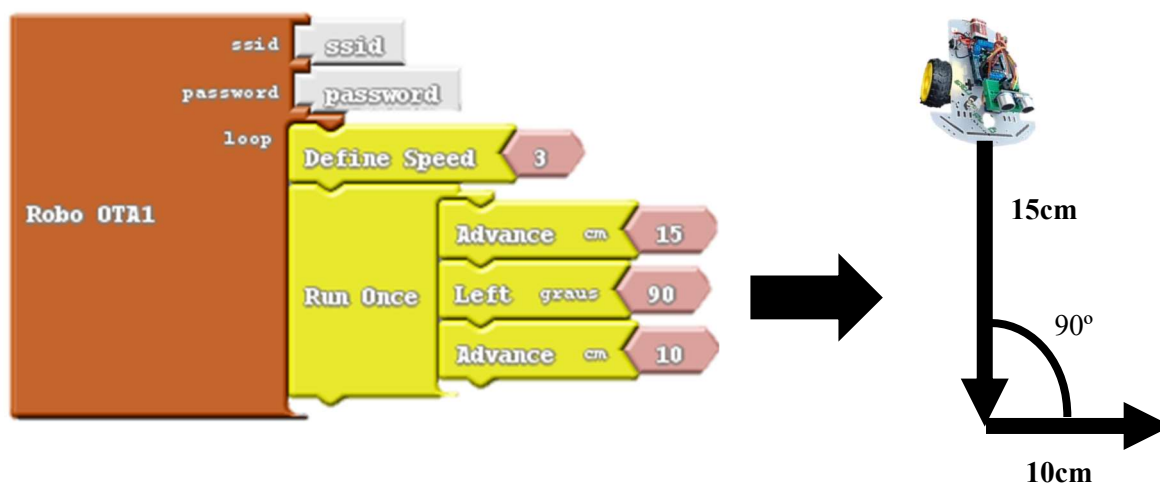 ssid ssid
password password
loop
Define Speed 3
Robo OTA1
Run Once
Advance cm 15
Left graus 90
Advance cm 10
15cm
90º
10cm